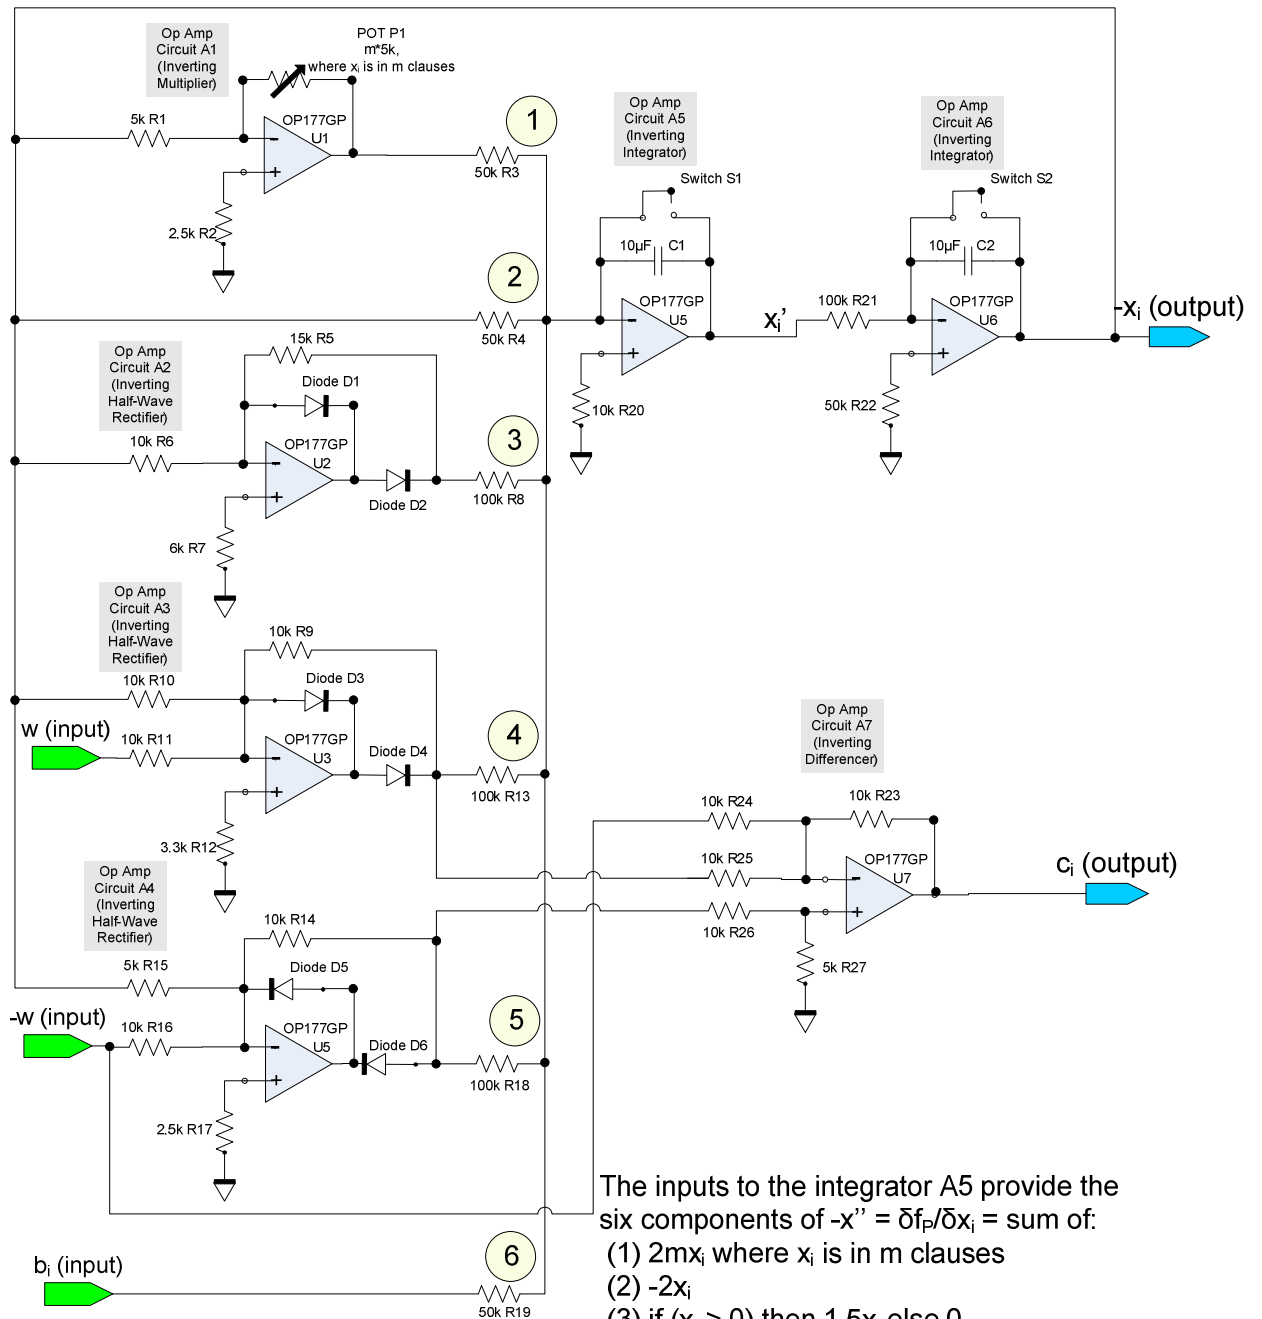 Op Amp
Circuit A1
(Inverting
Multiplier)
POT P1
m*5k,
where xᵢ is in m clauses
5k R1
OP177GP
U1
-
+
2.5k R2
1
50k R3
Op Amp
Circuit A5
(Inverting
Integrator)
Switch S1
10µF C1
OP177GP
U5
-
+
10k R20
xᵢ’
Op Amp
Circuit A6
(Inverting
Integrator)
Switch S2
10µF C2
100k R21
OP177GP
U6
-
+
50k R22
-xᵢ (output)
2
50k R4
Op Amp
Circuit A2
(Inverting
Half-Wave
Rectifier)
15k R5
Diode D1
10k R6
OP177GP
U2
-
+
Diode D2
6k R7
3
100k R8
Op Amp
Circuit A3
(Inverting
Half-Wave
Rectifier)
10k R9
10k R10
Diode D3
w (input)
10k R11
OP177GP
U3
-
+
Diode D4
3.3k R12
4
100k R13
Op Amp
Circuit A7
(Inverting
Differencer)
10k R24
10k R23
10k R25
OP177GP
U7
-
+
10k R26
5k R27
cᵢ (output)
Op Amp
Circuit A4
(Inverting
Half-Wave
Rectifier)
10k R14
5k R15
Diode D5
-w (input)
10k R16
OP177GP
U5
-
+
Diode D6
2.5k R17
5
100k R18
6
bᵢ (input)
50k R19
The inputs to the integrator A5 provide the
six components of -x’’ = δfₚ/δxᵢ = sum of:
(1) 2mxᵢ where xᵢ is in m clauses
(2) -2xᵢ
(3) if (x > 0) then 1.5x else 0